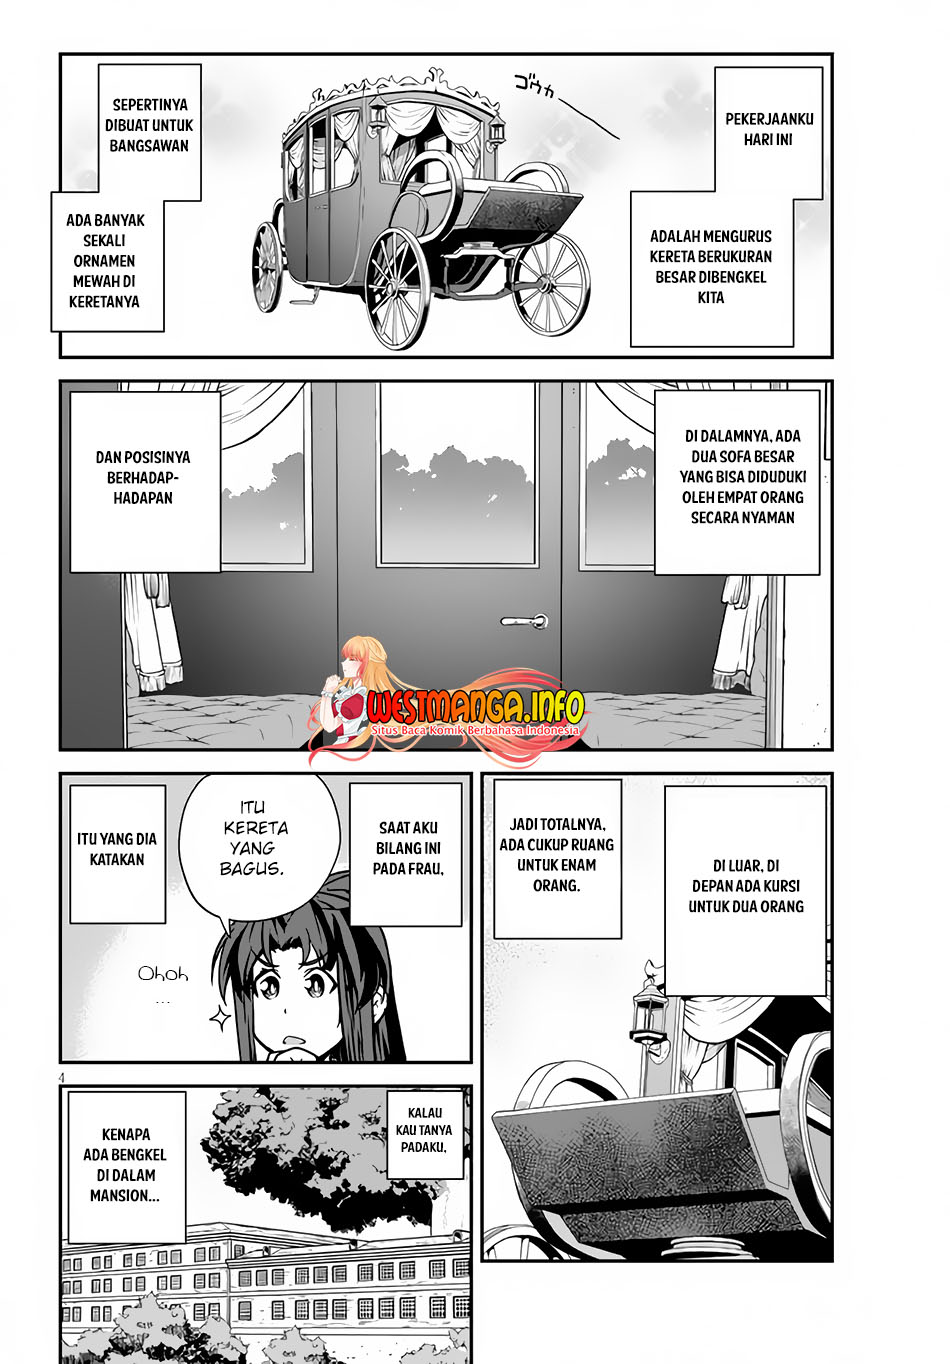 PEKERJAANKU
HARI INI
ゴウカー
ADALAH MENGURUS
KERETA BERUKURAN
BESAR DIBENGKEL
KITA
SEPERTINYA
DIBUAT UNTUK
BANGSAWAN
ADA BANYAK
SEKALI
ORNAMEN
MEWAH DI
KERETANYA
DI DALAMNYA, ADA
DUA SOFA BESAR
YANG BISA DIDUDUKI
OLEH EMPAT ORANG
SECARA NYAMAN
DAN POSISINYA
BERHADAP-
HADAPAN
WESTMANGA.INFO
Situs Baca Komik Berbahasa Indonesia
DI LUAR, DI
DEPAN ADA KURSI
UNTUK DUA ORANG
JADI TOTALNYA,
ADA CUKUP RUANG
UNTUK ENAM
ORANG.
SAAT AKU
BILANG INI
PADA FRAU,
ITU
KERETA
YANG
BAGUS.
ITU YANG DIA
KATAKAN
Ohoh
...
4
KALAU
KAU TANYA
PADAKU,
KENAPA
ADA BENGKEL
DI DALAM
MANSION...